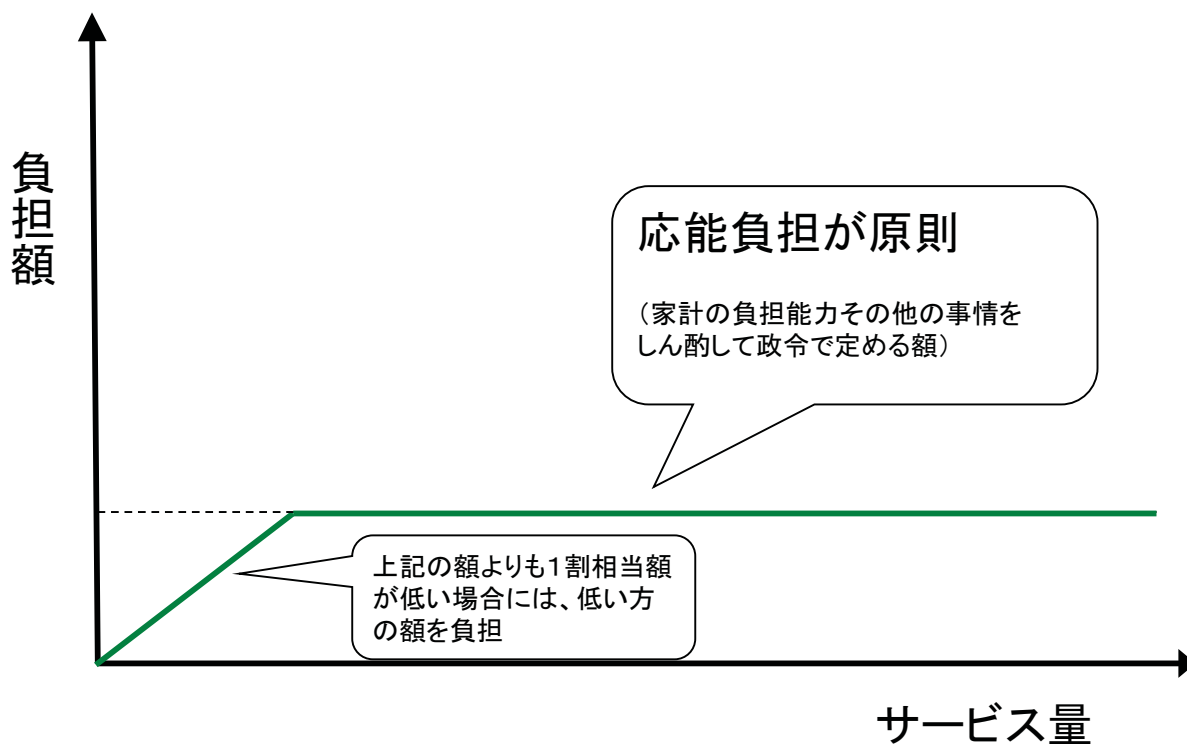 負担額
応能負担が原則
（家計の負担能力その他の事情を
しん酌して政令で定める額）
上記の額よりも１割相当額
が低い場合には、低い方
の額を負担
サービス量